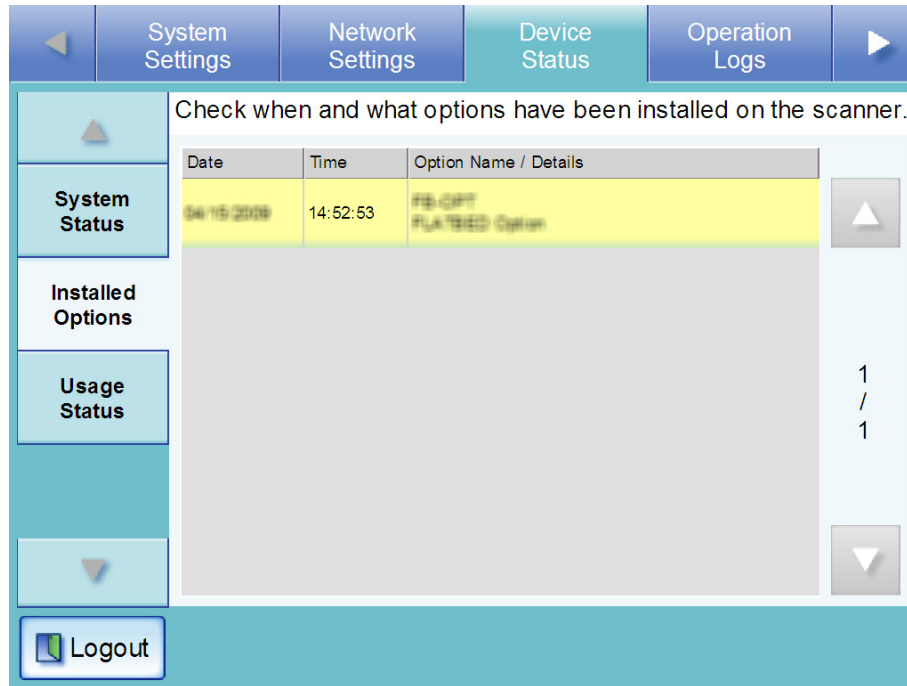 System Settings
Network Settings
Device Status
Operation Logs
Check when and what options have been installed on the scanner.
System Status
Installed Options
Usage Status
Date Time Option Name / Details
14:52:53
1
/
1
Logout